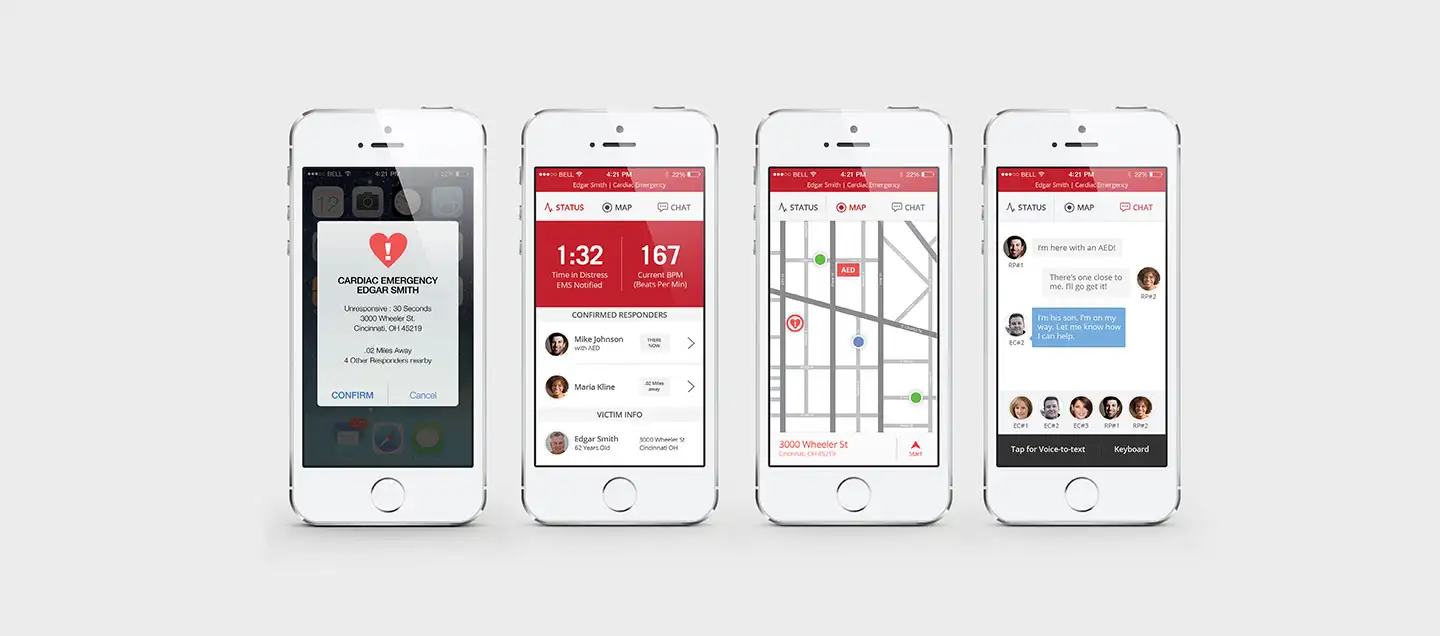 BELL
4:21 PM
22%
12
!
CARDIAC EMERGENCY
EDGAR SMITH
Unresponsive : 30 Seconds
3000 Wheeler St.
Cincinnati, OH 45219
.02 Miles Away
4 Other Responders nearby
CONFIRM
Cancel
BELL
4:21 PM
22%
Edgar Smith | Cardiac Emergency
STATUS
MAP
CHAT
1:32
Time in Distress
EMS Notified
167
Current BPM
(Beats Per Min)
CONFIRMED RESPONDERS
Mike Johnson
with AED
THERE
NOW
Maria Kline
.02 Miles
away
VICTIM INFO
Edgar Smith
62 Years Old
3000 Wheeler St
Cincinnati OH
BELL
4:21 PM
22%
Edgar Smith | Cardiac Emergency
STATUS
MAP
CHAT
AED
3000 Wheeler St
Cincinnati, OH 45219
Start
BELL
4:21 PM
22%
Edgar Smith | Cardiac Emergency
STATUS
MAP
CHAT
I'm here with an AED!
RP#1
There's one close to
me. I'll go get it!
RP#2
I'm his son. I'm on my
way. Let me know how
I can help.
EC#2
EC#1
EC#2
EC#3
RP#1
RP#2
Tap for Voice-to-text
Keyboard